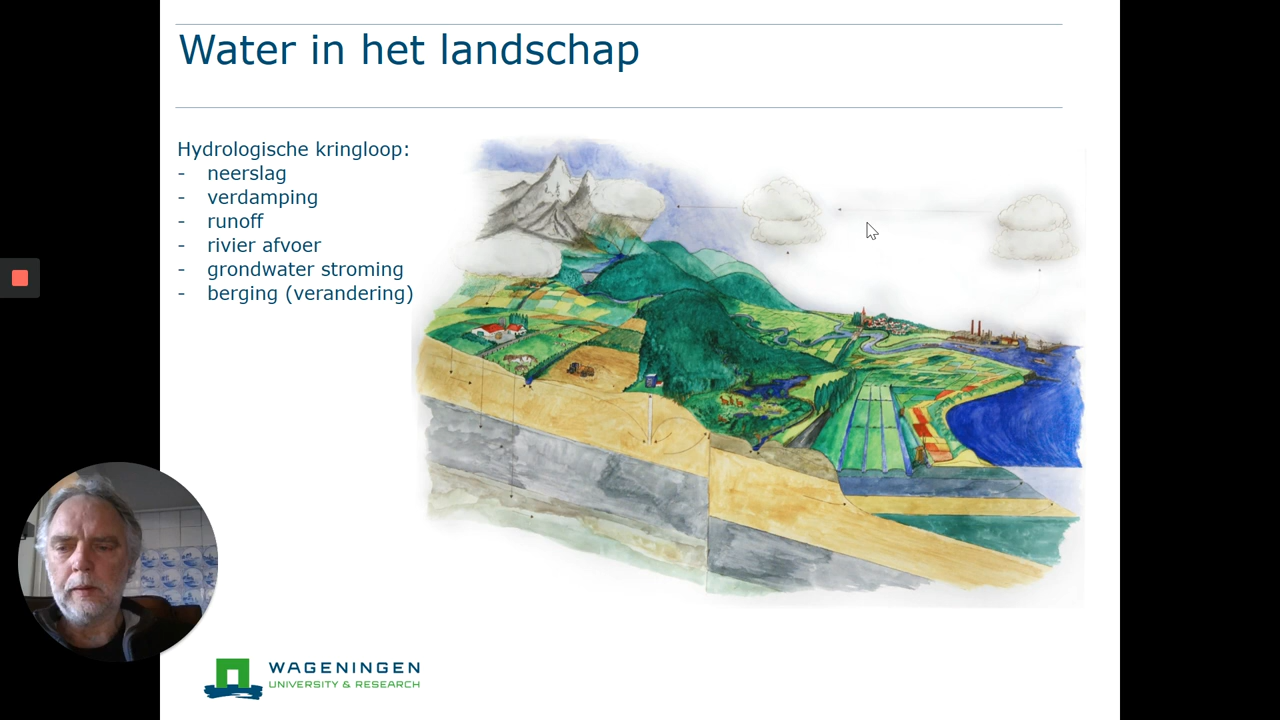 Water in het landschap
Hydrologische kringloop:
- neerslag
- verdamping
- runoff
- rivier afvoer
- grondwater stroming
- berging (verandering)
WAGENINGEN
UNIVERSITY & RESEARCH